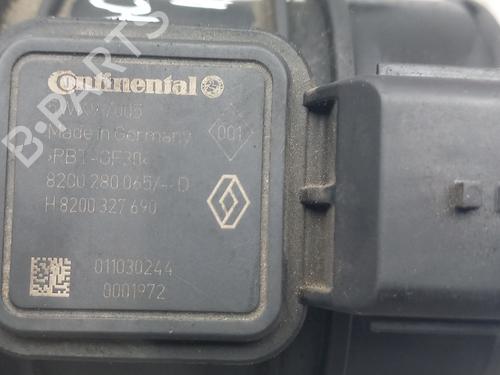 Continental
Made in Germany
001
>PBT-GF30<
8200 280 065/--D
H 8200 327 690
011030244
0001972
B-PARTS